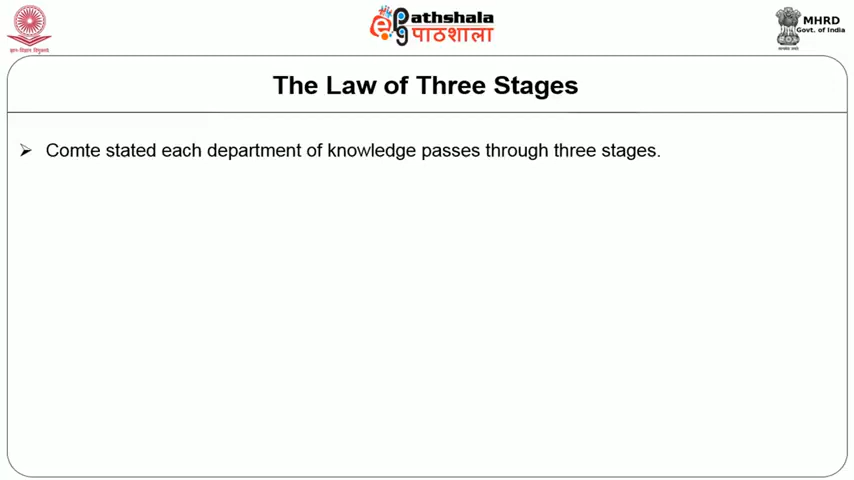 ePathshala
पाठशाला
MHRD
Govt. of India
The Law of Three Stages
➢ Comte stated each department of knowledge passes through three stages.